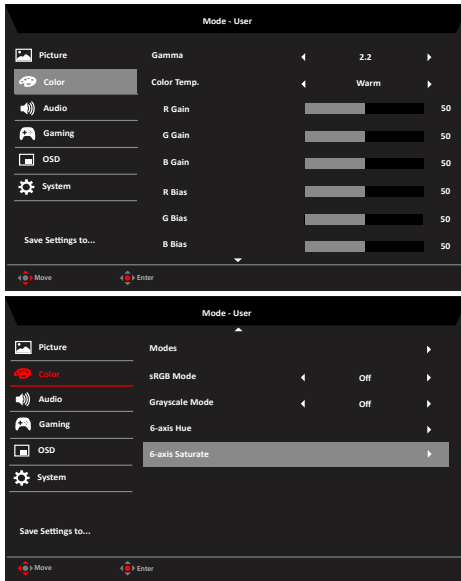 Mode - User
Picture
Gamma 2.2
Color
Color Temp. Warm
Audio
R Gain 50
Gaming
G Gain 50
OSD
B Gain 50
System
R Bias 50
G Bias 50
Save Settings to...
B Bias 50
Move Enter
Mode - User
Picture
Modes
Color
sRGB Mode Off
Audio
Grayscale Mode Off
Gaming
6-axis Hue
OSD
6-axis Saturate
System
Save Settings to...
Move Enter